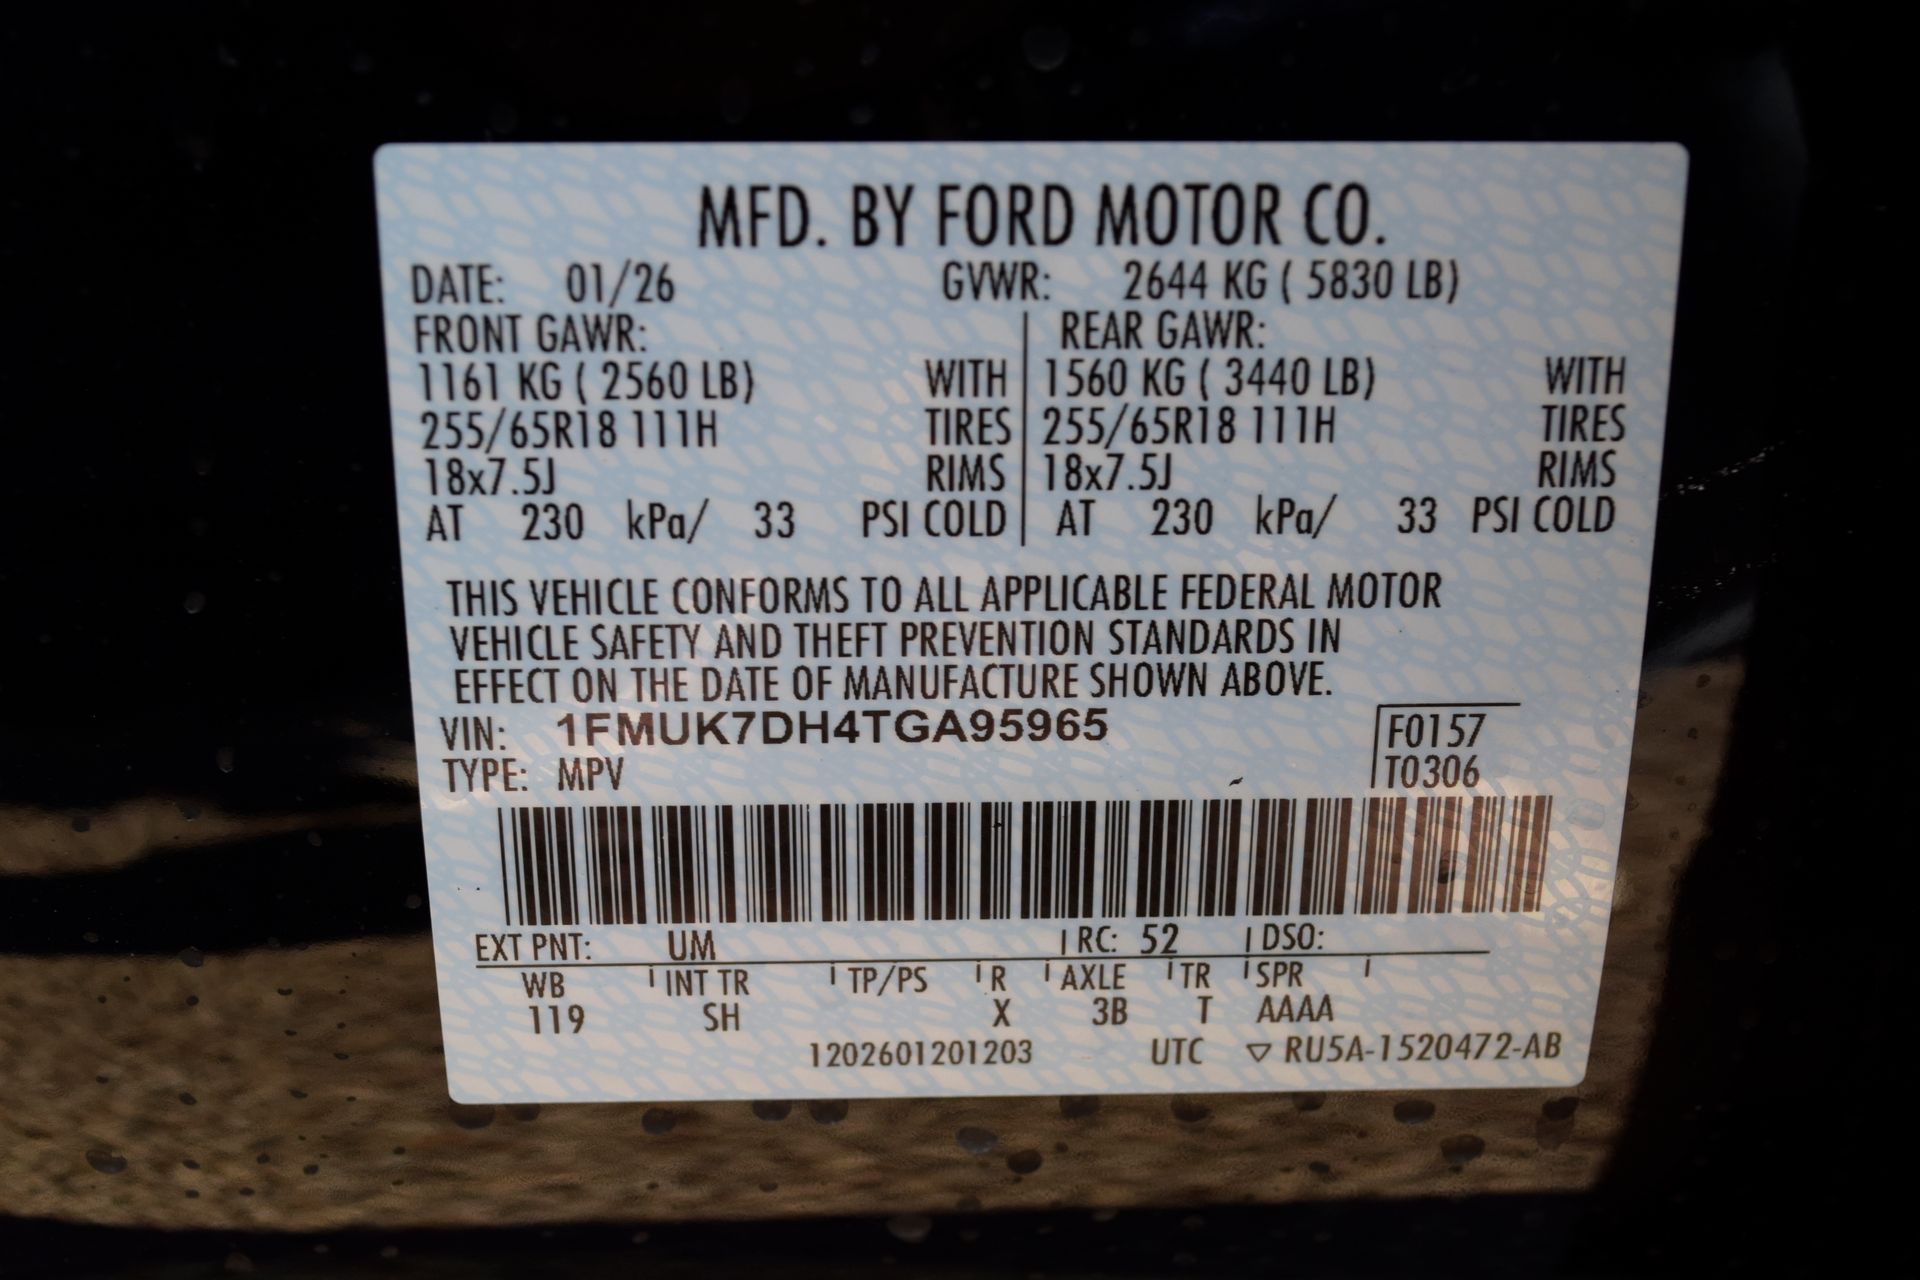 MFD. BY FORD MOTOR CO.
DATE: 01/26 GVWR: 2644 KG ( 5830 LB)
FRONT GAWR: REAR GAWR:
1161 KG ( 2560 LB) WITH 1560 KG ( 3440 LB) WITH
255/65R18 111H TIRES 255/65R18 111H TIRES
18x7.5J RIMS 18x7.5J RIMS
AT 230 kPa/ 33 PSI COLD AT 230 kPa/ 33 PSI COLD
THIS VEHICLE CONFORMS TO ALL APPLICABLE FEDERAL MOTOR
VEHICLE SAFETY AND THEFT PREVENTION STANDARDS IN
EFFECT ON THE DATE OF MANUFACTURE SHOWN ABOVE.
VIN: 1FMUK7DH4TGA95965 F0157
TYPE: MPV T0306
EXT PNT: UM RC: 52 DSO:
WB INT TR TP/PS R AXLE TR SPR
119 SH X 3B T AAAA
1202601201203 UTC ▽ RU5A-1520472-AB